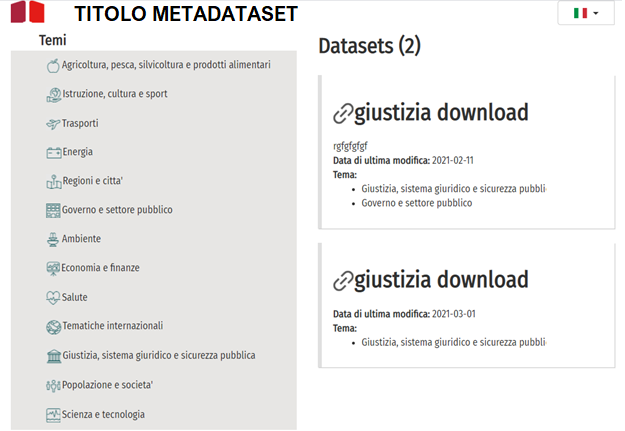 TITOLO METADATASET
Temi
Agricoltura, pesca, silvicoltura e prodotti alimentari
Istruzione, cultura e sport
Trasporti
Energia
Regioni e citta'
Governo e settore pubblico
Ambiente
Economia e finanze
Salute
Tematiche internazionali
Giustizia, sistema giuridico e sicurezza pubblica
Popolazione e societa'
Scienza e tecnologia
Datasets (2)
giustizia download
rgfgfgfgf
Data di ultima modifica: 2021-02-11
Tema:
• Giustizia, sistema giuridico e sicurezza pubbli
• Governo e settore pubblico
giustizia download
Data di ultima modifica: 2021-03-01
Tema:
• Giustizia, sistema giuridico e sicurezza pubbli